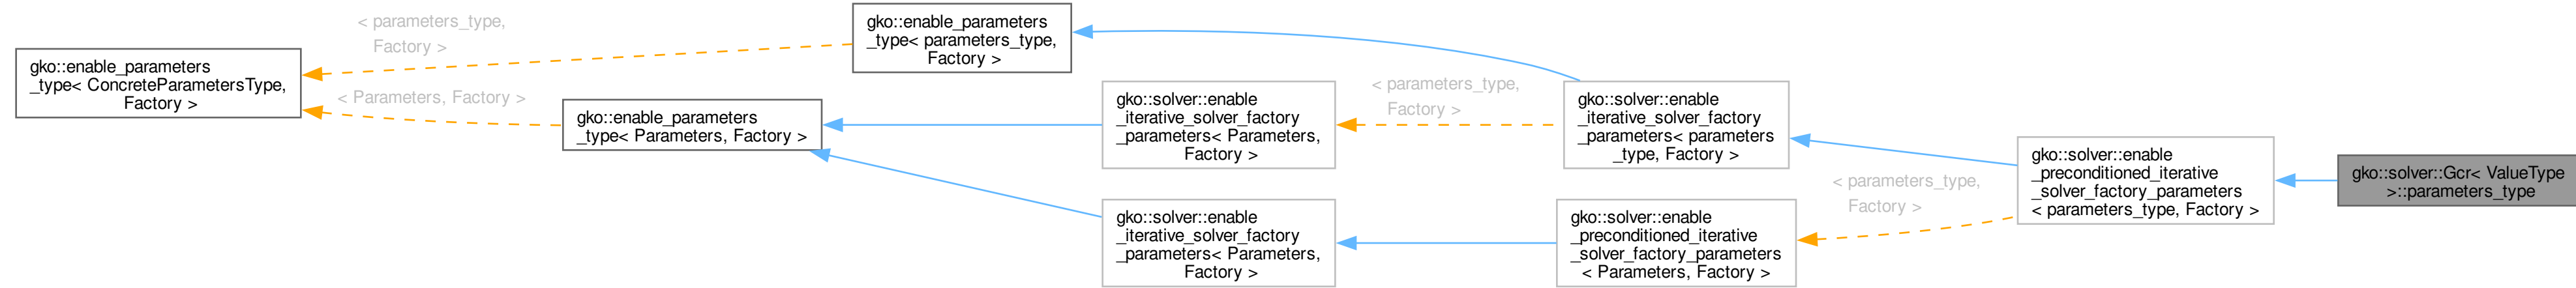 gko::enable_parameters
_type< ConcreteParametersType,
Factory >
< parameters_type,
Factory >
< Parameters, Factory >
gko::enable_parameters
_type< parameters_type,
Factory >
gko::enable_parameters
_type< Parameters, Factory >
gko::solver::enable
_iterative_solver_factory
_parameters< Parameters,
Factory >
gko::solver::enable
_iterative_solver_factory
_parameters< Parameters,
Factory >
< parameters_type,
Factory >
gko::solver::enable
_iterative_solver_factory
_parameters< parameters
_type, Factory >
gko::solver::enable
_preconditioned_iterative
_solver_factory_parameters
< Parameters, Factory >
< parameters_type,
Factory >
gko::solver::enable
_preconditioned_iterative
_solver_factory_parameters
< parameters_type, Factory >
gko::solver::Gcr< ValueType
>::parameters_type